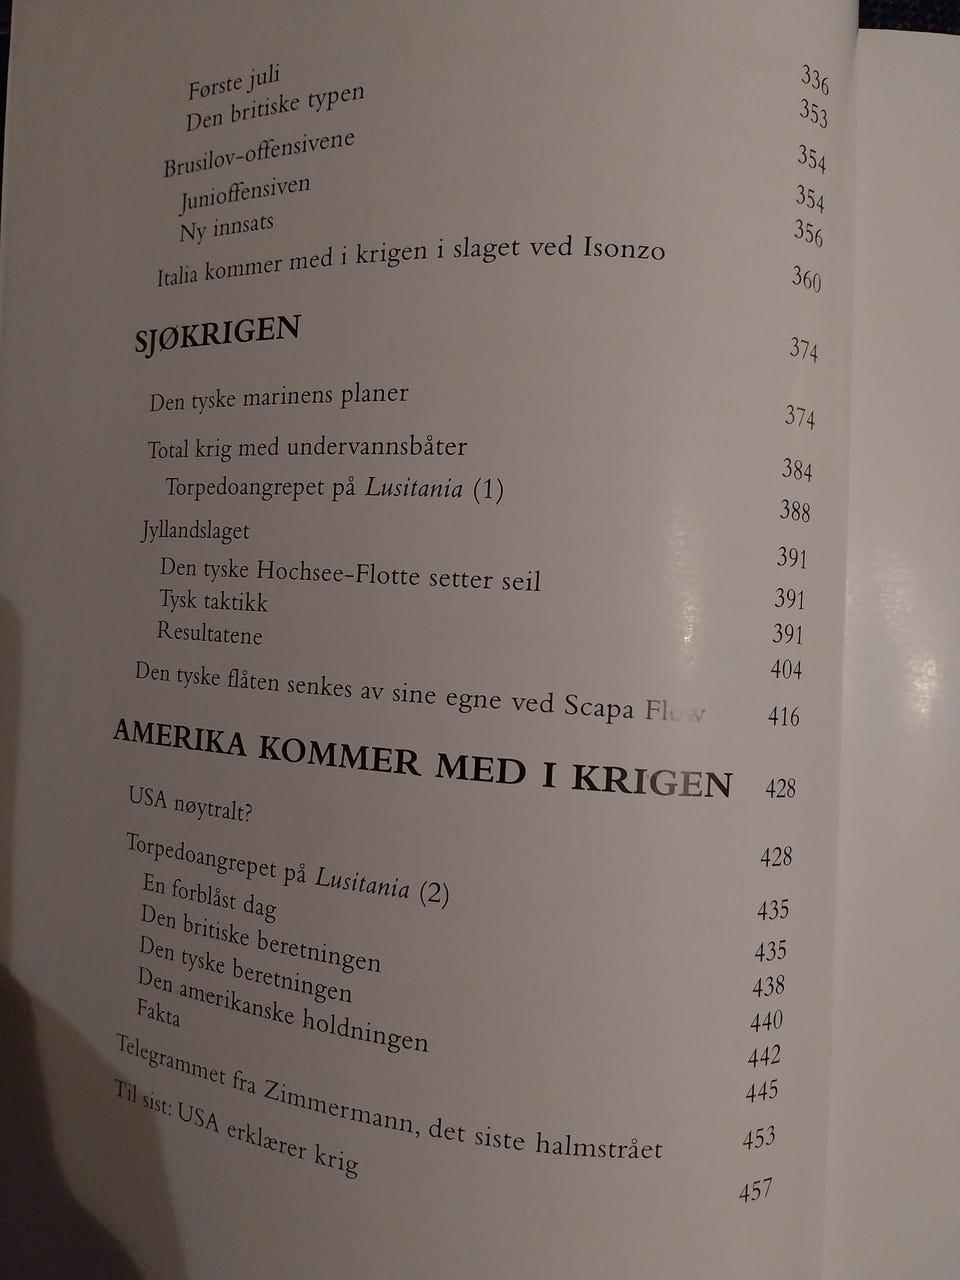 Første juli 336
Den britiske typen 353
Brusilov-offensivene 354
Junioffensiven 354
Ny innsats 356
Italia kommer med i krigen i slaget ved Isonzo 360
SJØKRIGEN 374
Den tyske marinens planer 374
Total krig med undervannsbåter 384
Torpedoangrepet på Lusitania (1) 388
Jyllandslaget 391
Den tyske Hochsee-Flotte setter seil 391
Tysk taktikk 391
Resultatene 404
Den tyske flåten senkes av sine egne ved Scapa Flow 416
AMERIKA KOMMER MED I KRIGEN 428
USA nøytralt? 428
Torpedoangrepet på Lusitania (2) 435
En forblåst dag 435
Den britiske beretningen 438
Den tyske beretningen 440
Den amerikanske holdningen 442
Fakta 445
Telegrammet fra Zimmermann, det siste halmstrået 453
Til sist: USA erklærer krig 457